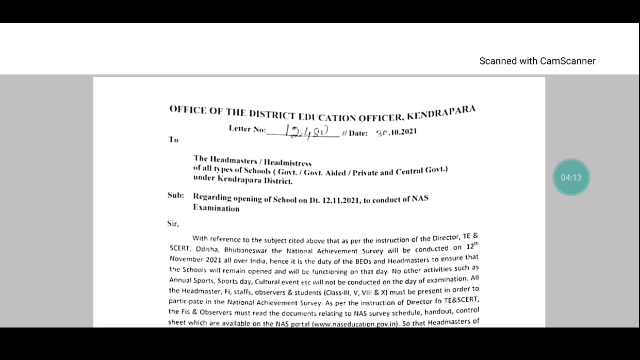 Scanned with CamScanner
OFFICE OF THE DISTRICT EDUCATION OFFICER, KENDRAPARA
Letter No: 12480 // Date: 30.10.2021
To
The Headmasters / Headmistress
of all types of Schools ( Govt. / Govt. Aided / Private and Central Govt.)
under Kendrapara District.
04:13
Sub: Regarding opening of School on Dt. 12.11.2021, to conduct of NAS
Examination
Sir,
With reference to the subject cited above that as per the instruction of the Director, TE &
SCERT, Odisha, Bhubaneswar the National Achievement Survey will be conducted on 12th
November 2021 all over India, hence it is the duty of the BEOs and Headmasters to ensure that
the Schools will remain opened and will be functioning on that day. No other activities such as
Annual Sports, Sports day, Cultural event etc will not be conducted on the day of examination. All
the Headmaster, Fi, staffs, observers & students (Class-III, V, VIII & X) must be present in order to
participate in the National Achievement Survey. As per the instruction of Director fo TE&SCERT,
the Fis & Observers must read the documents relating to NAS survey schedule, handout, control
sheet which are available on the NAS portal (www.naseducation.gov.in). So that Headmasters of